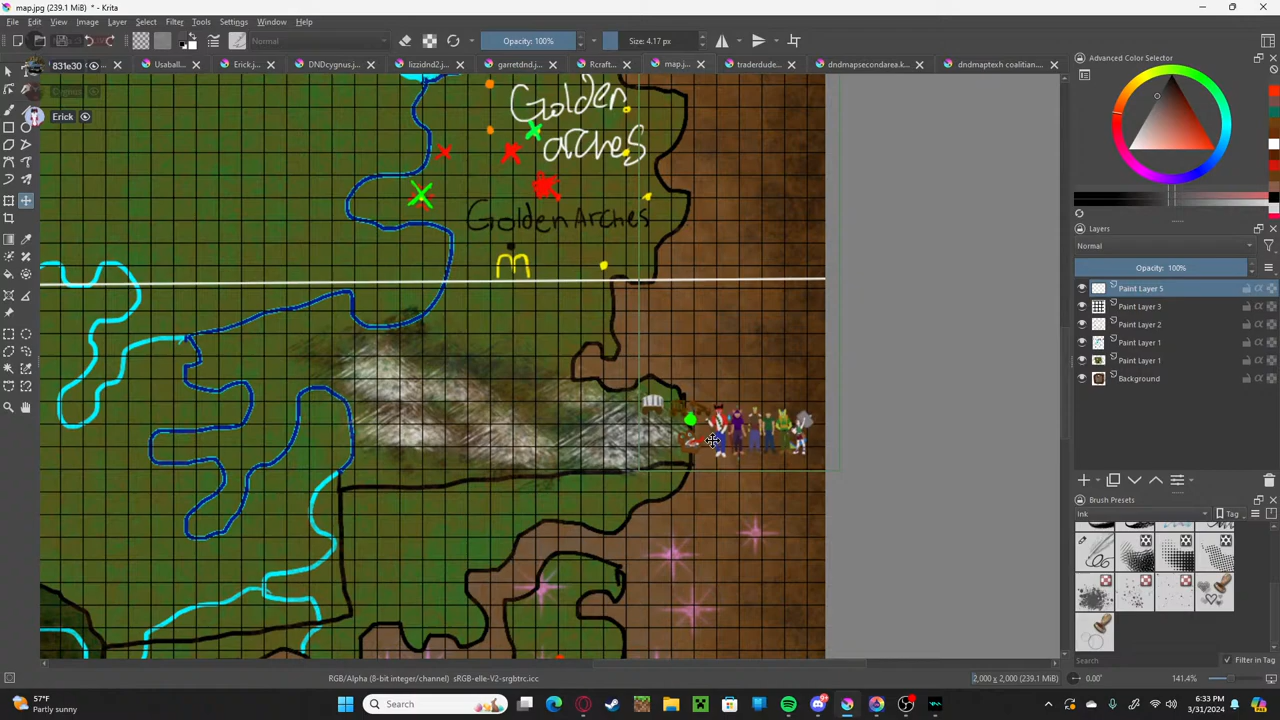 map.jpg (239.1 MiB) * - Krita
File Edit View Image Layer Select Filter Tools Settings Window Help
Normal Opacity: 100% Size: 4.17 px
831e30 Usabal... Erick.j... DNDcygnus.j... lizzidnd2.j... garretdnd.j... Rcraft... map.j... traderdude... dndmapsecondarea.k... dndmaptexh coalitian....
Cygnus
Erick
Golden
arches
Golden Arches
m
Advanced Color Selector
Layers
Normal
Opacity: 100%
Paint Layer 5
Paint Layer 3
Paint Layer 2
Paint Layer 1
Paint Layer 1
Background
Brush Presets
Ink Tag
Search Filter in Tag
RGB/Alpha (8-bit integer/channel) sRGB-elle-V2-srgbtrc.icc 2,000 x 2,000 (239.1 MiB) 0.00° 141.4%
57°F
Partly sunny
Search
6:33 PM
3/31/2024